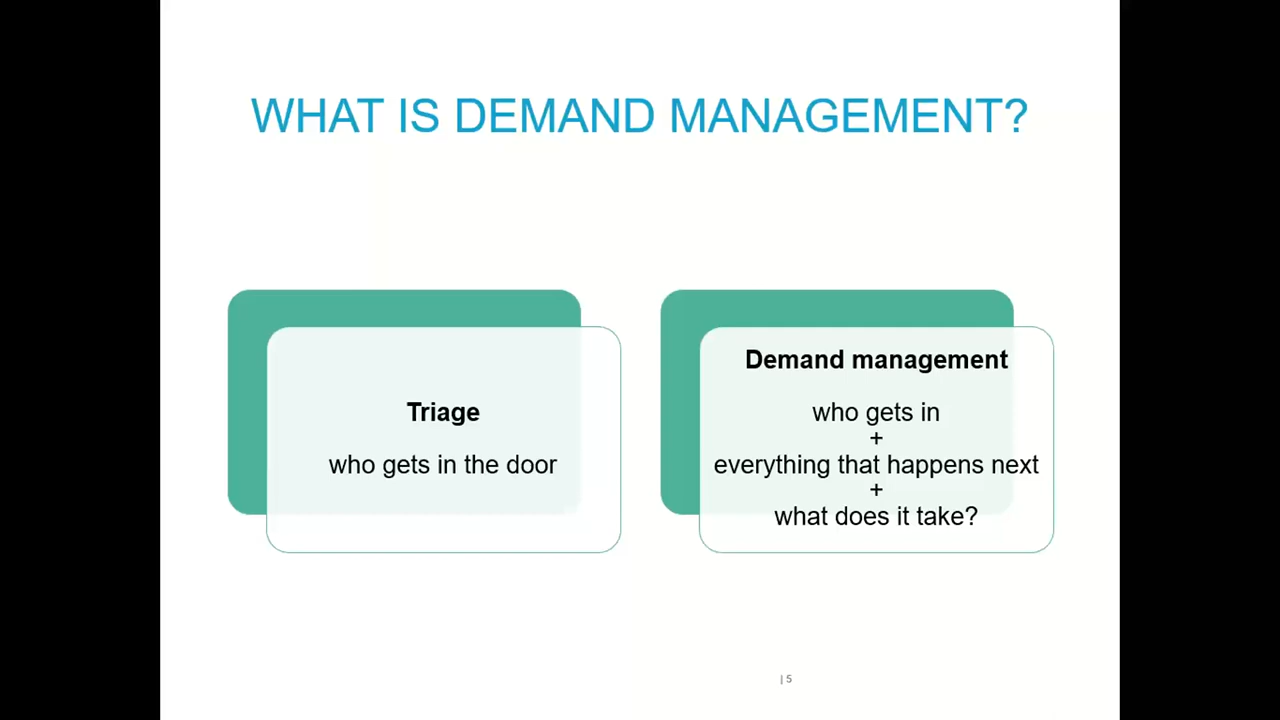 WHAT IS DEMAND MANAGEMENT?
Triage
who gets in the door
Demand management
who gets in
+
everything that happens next
+
what does it take?
| 5